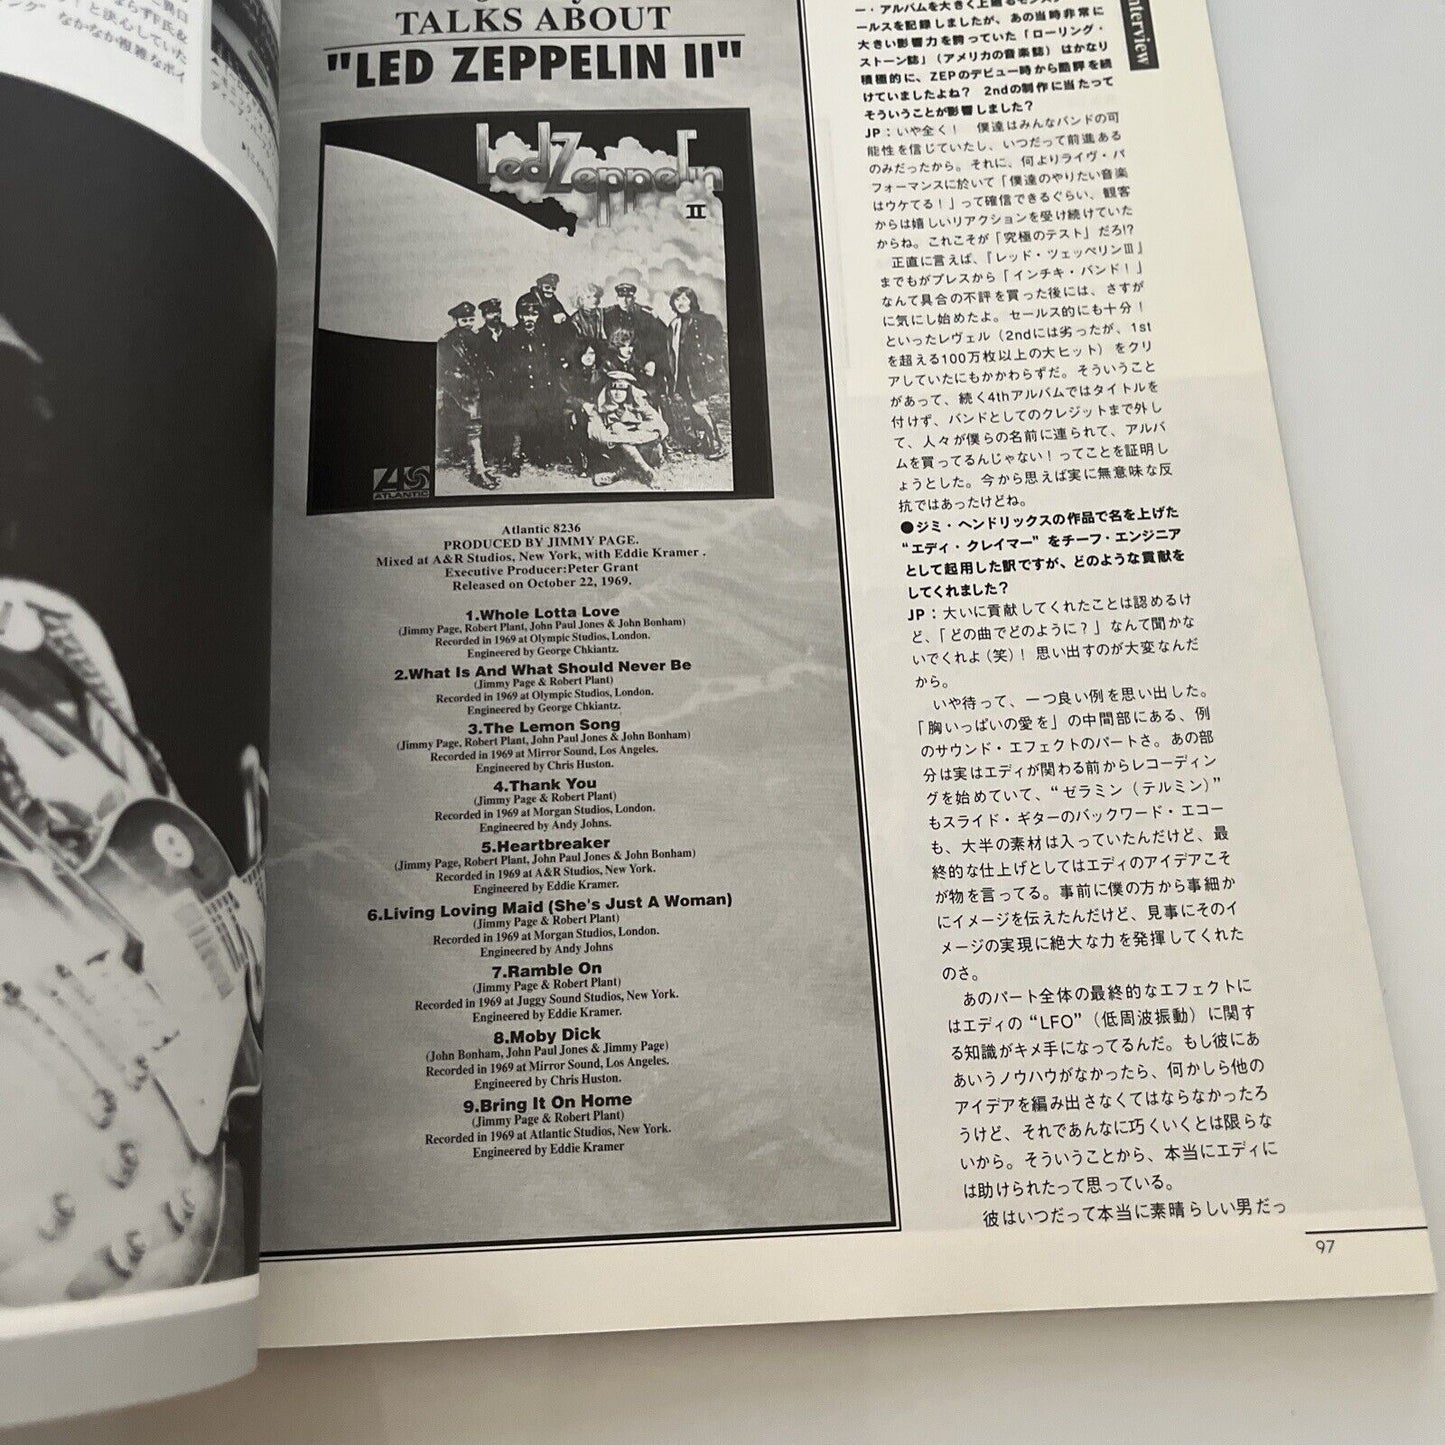 TALKS ABOUT
"LED ZEPPELIN II"
Led Zeppelin
II
ATLANTIC
Atlantic 8236
PRODUCED BY JIMMY PAGE.
Mixed at A&R Studios, New York, with Eddie Kramer .
Executive Producer:Peter Grant
Released on October 22, 1969.
1.Whole Lotta Love
(Jimmy Page, Robert Plant, John Paul Jones & John Bonham)
Recorded in 1969 at Olympic Studios, London.
Engineered by George Chkiantz.
2.What Is And What Should Never Be
(Jimmy Page & Robert Plant)
Recorded in 1969 at Olympic Studios, London.
Engineered by George Chkiantz.
3.The Lemon Song
(Jimmy Page, Robert Plant, John Paul Jones & John Bonham)
Recorded in 1969 at Mirror Sound, Los Angeles.
Engineered by Chris Huston.
4.Thank You
(Jimmy Page & Robert Plant)
Recorded in 1969 at Morgan Studios, London.
Engineered by Andy Johns.
5.Heartbreaker
(Jimmy Page, Robert Plant, John Paul Jones & John Bonham)
Recorded in 1969 at A&R Studios, New York.
Engineered by Eddie Kramer.
6.Living Loving Maid (She's Just A Woman)
(Jimmy Page & Robert Plant)
Recorded in 1969 at Morgan Studios, London.
Engineered by Andy Johns
7.Ramble On
(Jimmy Page & Robert Plant)
Recorded in 1969 at Juggy Sound Studios, New York.
Engineered by Eddie Kramer.
8.Moby Dick
(John Bonham, John Paul Jones & Jimmy Page)
Recorded in 1969 at Mirror Sound, Los Angeles.
Engineered by Chris Huston.
9.Bring It On Home
(Jimmy Page & Robert Plant)
Recorded in 1969 at Atlantic Studios, New York.
Engineered by Eddie Kramer
nterview
ー・アルバムを大きく上廻るモンスター・セ
ールスを記録しましたが、あの当時非常に
大きい影響力を誇っていた「ローリング・
ストーン誌」(アメリカの音楽誌)はかなり
積極的に、ZEPのデビュー時から酷評を続
けていましたよね? 2ndの制作に当たって
そういうことが影響しました?
JP：いや全く! 僕達はみんなバンドの可
能性を信じていたし、いつだって前進ある
のみだったから。それに、何よりライヴ・パ
フォーマンスに於いて「僕達のやりたい音楽
はウケてる!」って確信できるぐらい、観客
からは嬉しいリアクションを受け続けていた
からね。これこそが「究極のテスト」だろ!?
正直に言えば、『レッド・ツェッペリンIII』
までもがプレスから「インチキ・バンド!」
なんて具合の不評を買った後には、さすが
に気にし始めたよ。セールス的にも十分!
といったレヴェル(2ndには劣ったが、1st
を超える100万枚以上の大ヒット)をクリ
アしていたにもかかわらずだ。そういうこと
があって、続く4thアルバムではタイトルを
付けず、バンドとしてのクレジットまで外し
て、人々が僕らの名前に連られて、アルバ
ムを買ってるんじゃない!ってことを証明し
ょうとした。今から思えば実に無意味な反
抗ではあったけどね。
●ジミ・ヘンドリックスの作品で名を上げた
“エディ・クレイマー”をチーフ・エンジニア
として起用した訳ですが、どのような貢献を
してくれました?
JP：大いに貢献してくれたことは認めるけ
ど、「どの曲でどのように?」なんて聞かな
いでくれよ(笑)! 思い出すのが大変なんだ
から。
いや待って、一つ良い例を思い出した。
「胸いっぱいの愛を」の中間部にある、例
のサウンド・エフェクトのパートさ。あの部
分は実はエディが関わる前からレコーディン
グを始めていて、“ゼラミン(テルミン)”
もスライド・ギターのバックワード・エコー
も、大半の素材は入っていたんだけど、最
終的な仕上げとしてはエディのアイデアこそ
が物を言ってる。事前に僕の方から事細か
にイメージを伝えたんだけど、見事にそのイ
メージの実現に絶大な力を発揮してくれた
のさ。
あのパート全体の最終的なエフェクトに
はエディの“LFO”(低周波振動)に関す
る知識がキメ手になってるんだ。もし彼にあ
あいうノウハウがなかったら、何かしら他の
アイデアを編み出さなくてはならなかったろ
うけど、それであんなに巧くいくとは限らな
いから。そういうことから、本当にエディに
は助けられたって思っている。
彼はいつだって本当に素晴らしい男だっ
97